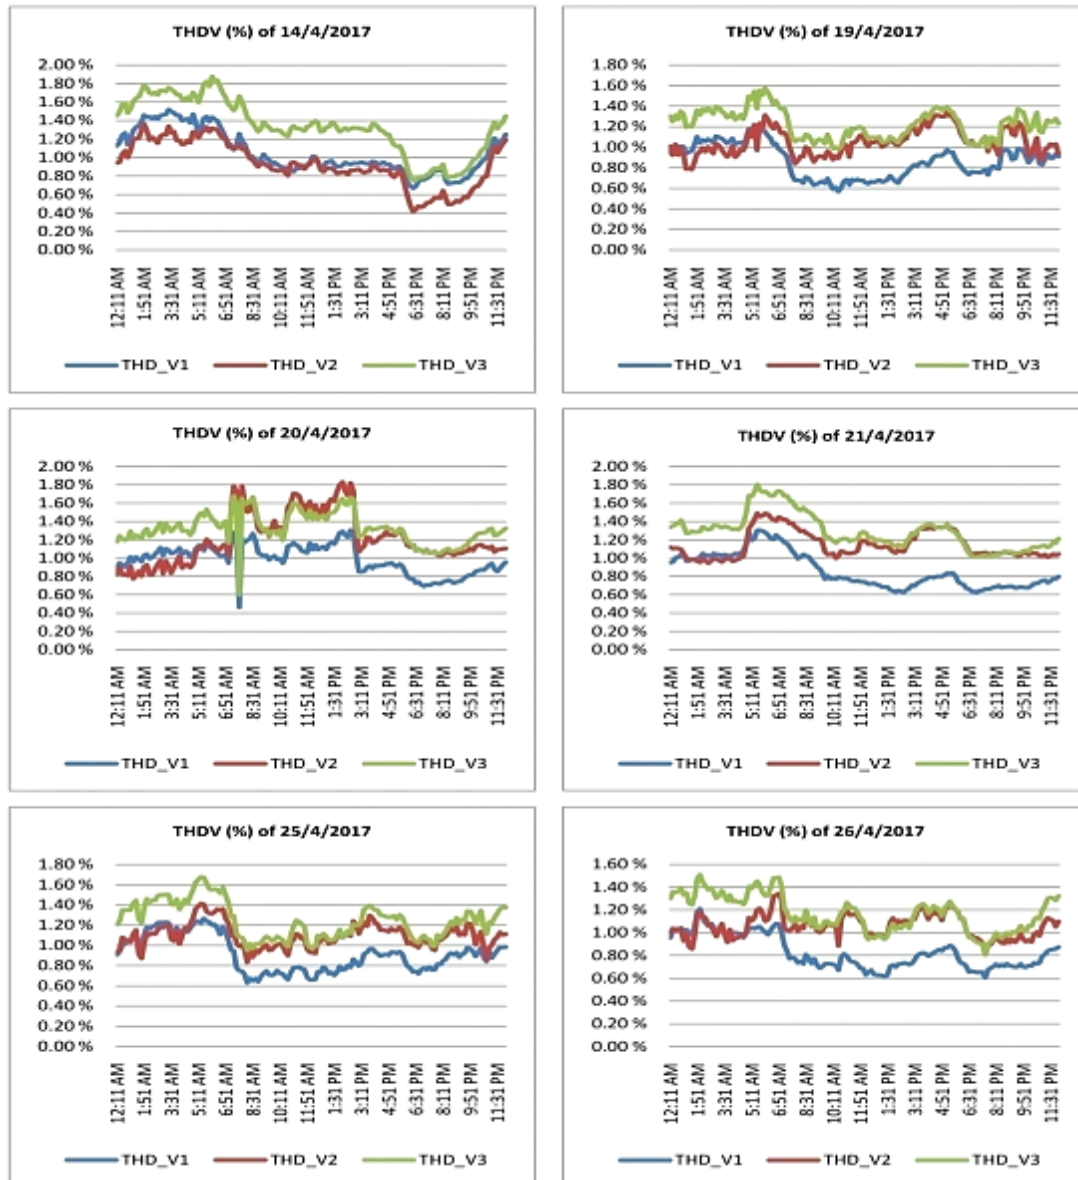 THDV (%) of 14/4/2017
2.00 %
1.80 %
1.60 %
1.40 %
1.20 %
1.00 %
0.80 %
0.60 %
0.40 %
0.20 %
0.00 %
12:11 AM
1:51 AM
3:31 AM
5:11 AM
6:51 AM
8:31 AM
10:11 AM
11:51 AM
1:31 PM
3:11 PM
4:51 PM
6:31 PM
8:11 PM
9:51 PM
11:31 PM
THD_V1 THD_V2 THD_V3
THDV (%) of 19/4/2017
1.80 %
1.60 %
1.40 %
1.20 %
1.00 %
0.80 %
0.60 %
0.40 %
0.20 %
0.00 %
12:11 AM
1:51 AM
3:31 AM
5:11 AM
6:51 AM
8:31 AM
10:11 AM
11:51 AM
1:31 PM
3:11 PM
4:51 PM
6:31 PM
8:11 PM
9:51 PM
11:31 PM
THD_V1 THD_V2 THD_V3
THDV (%) of 20/4/2017
2.00 %
1.80 %
1.60 %
1.40 %
1.20 %
1.00 %
0.80 %
0.60 %
0.40 %
0.20 %
0.00 %
12:11 AM
1:51 AM
3:31 AM
5:11 AM
6:51 AM
8:31 AM
10:11 AM
11:51 AM
1:31 PM
3:11 PM
4:51 PM
6:31 PM
8:11 PM
9:51 PM
11:31 PM
THD_V1 THD_V2 THD_V3
THDV (%) of 21/4/2017
2.00 %
1.80 %
1.60 %
1.40 %
1.20 %
1.00 %
0.80 %
0.60 %
0.40 %
0.20 %
0.00 %
12:11 AM
1:51 AM
3:31 AM
5:11 AM
6:51 AM
8:31 AM
10:11 AM
11:51 AM
1:31 PM
3:11 PM
4:51 PM
6:31 PM
8:11 PM
9:51 PM
11:31 PM
THD_V1 THD_V2 THD_V3
THDV (%) of 25/4/2017
1.80 %
1.60 %
1.40 %
1.20 %
1.00 %
0.80 %
0.60 %
0.40 %
0.20 %
0.00 %
12:11 AM
1:51 AM
3:31 AM
5:11 AM
6:51 AM
8:31 AM
10:11 AM
11:51 AM
1:31 PM
3:11 PM
4:51 PM
6:31 PM
8:11 PM
9:51 PM
11:31 PM
THD_V1 THD_V2 THD_V3
THDV (%) of 26/4/2017
1.60 %
1.40 %
1.20 %
1.00 %
0.80 %
0.60 %
0.40 %
0.20 %
0.00 %
12:11 AM
1:51 AM
3:31 AM
5:11 AM
6:51 AM
8:31 AM
10:11 AM
11:51 AM
1:31 PM
3:11 PM
4:51 PM
6:31 PM
8:11 PM
9:51 PM
11:31 PM
THD_V1 THD_V2 THD_V3